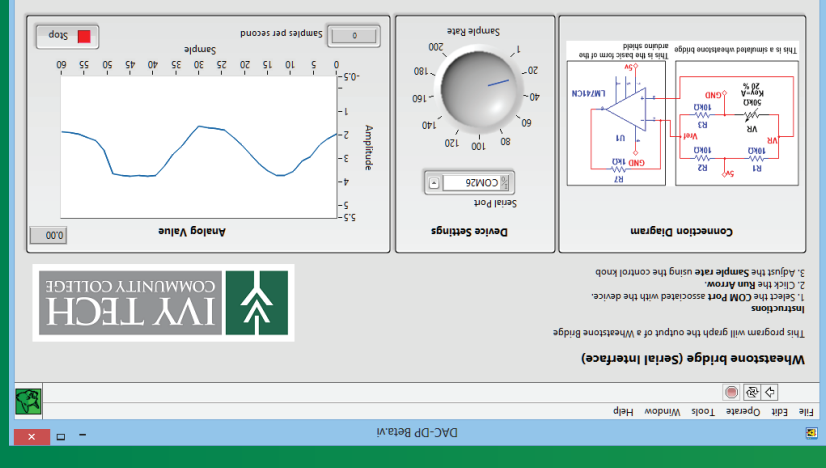 DAC-DP Beta.vi
File Edit Operate Tools Window Help
Wheatstone bridge (Serial Interface)
This program will graph the output of a Wheatstone Bridge
Instructions
1. Select the COM Port associated with the device.
2. Click the Run Arrow.
3. Adjust the Sample rate using the control knob
IVY TECH
COMMUNITY COLLEGE
Connection Diagram
R1
10kΩ
R2
10kΩ
5v
VR
VR
50kΩ
Key=A
20 %
R3
10kΩ
GND
Vref
R7
1kΩ
GND
U1
LM741CN
5v
This is a simulated wheatstone bridge
This is the basic form of the
arduino shield
Device Settings
Serial Port
COM26
1 20 40 60 80 100 120 140 160 180 200
Sample Rate
Analog Value
0.00
Amplitude
-5.5
-5
-4
-3
-2
-1
-0.5
0 5 10 15 20 25 30 35 40 45 50 55 60
Sample
Samples per second
0
Stop